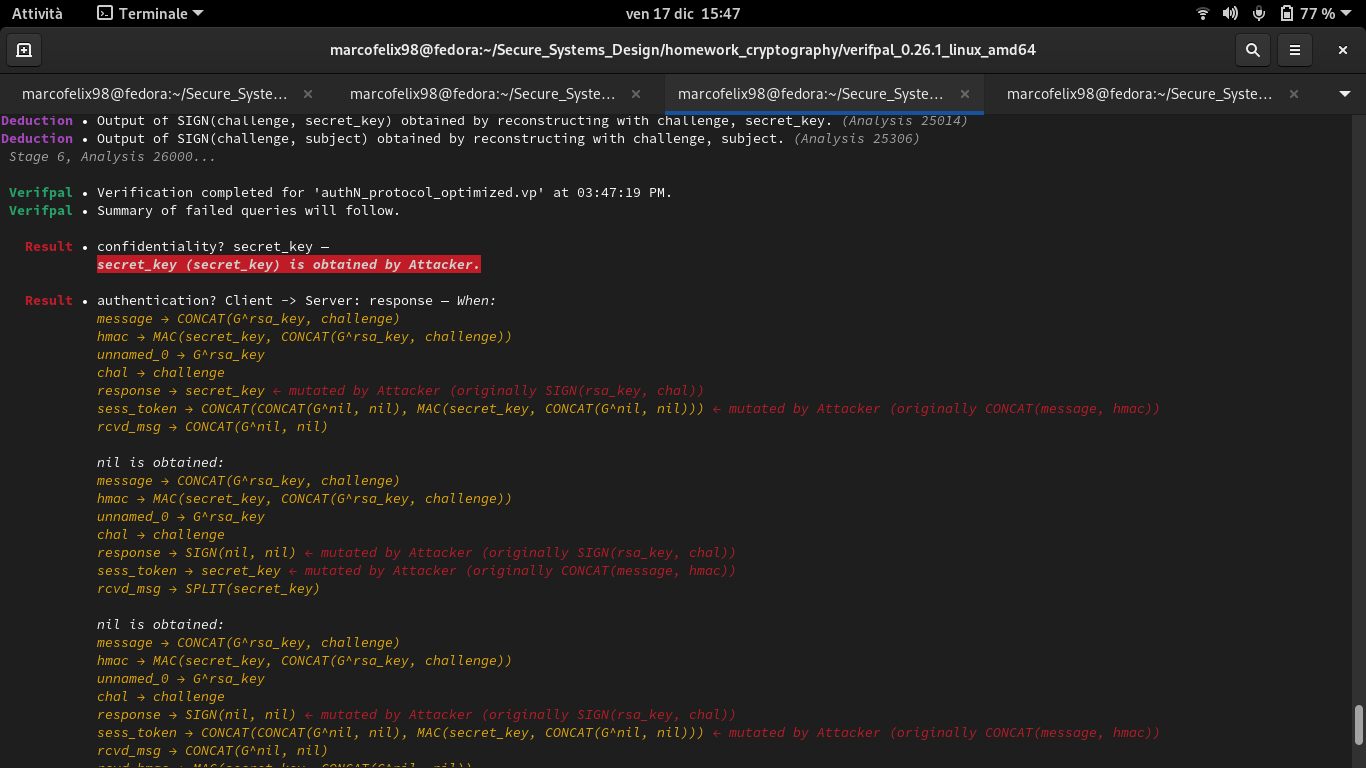 Attività Terminale ven 17 dic 15:47 77 %
marcofelix98@fedora:~/Secure_Systems_Design/homework_cryptography/verifpal_0.26.1_linux_amd64
marcofelix98@fedora:~/Secure_Syste… × marcofelix98@fedora:~/Secure_Syste… × marcofelix98@fedora:~/Secure_Syste… × marcofelix98@fedora:~/Secure_Syste… ×
Deduction • Output of SIGN(challenge, secret_key) obtained by reconstructing with challenge, secret_key. (Analysis 25014)
Deduction • Output of SIGN(challenge, subject) obtained by reconstructing with challenge, subject. (Analysis 25306)
Stage 6, Analysis 26000...
Verifpal • Verification completed for 'authN_protocol_optimized.vp' at 03:47:19 PM.
Verifpal • Summary of failed queries will follow.
Result • confidentiality? secret_key —
secret_key (secret_key) is obtained by Attacker.
Result • authentication? Client -> Server: response — When:
message → CONCAT(G^rsa_key, challenge)
hmac → MAC(secret_key, CONCAT(G^rsa_key, challenge))
unnamed_0 → G^rsa_key
chal → challenge
response → secret_key ← mutated by Attacker (originally SIGN(rsa_key, chal))
sess_token → CONCAT(CONCAT(G^nil, nil), MAC(secret_key, CONCAT(G^nil, nil))) ← mutated by Attacker (originally CONCAT(message, hmac))
rcvd_msg → CONCAT(G^nil, nil)
nil is obtained:
message → CONCAT(G^rsa_key, challenge)
hmac → MAC(secret_key, CONCAT(G^rsa_key, challenge))
unnamed_0 → G^rsa_key
chal → challenge
response → SIGN(nil, nil) ← mutated by Attacker (originally SIGN(rsa_key, chal))
sess_token → secret_key ← mutated by Attacker (originally CONCAT(message, hmac))
rcvd_msg → SPLIT(secret_key)
nil is obtained:
message → CONCAT(G^rsa_key, challenge)
hmac → MAC(secret_key, CONCAT(G^rsa_key, challenge))
unnamed_0 → G^rsa_key
chal → challenge
response → SIGN(nil, nil) ← mutated by Attacker (originally SIGN(rsa_key, chal))
sess_token → CONCAT(CONCAT(G^nil, nil), MAC(secret_key, CONCAT(G^nil, nil))) ← mutated by Attacker (originally CONCAT(message, hmac))
rcvd_msg → CONCAT(G^nil, nil)
rcvd_hmac → MAC(secret_key, CONCAT(G^nil, nil))